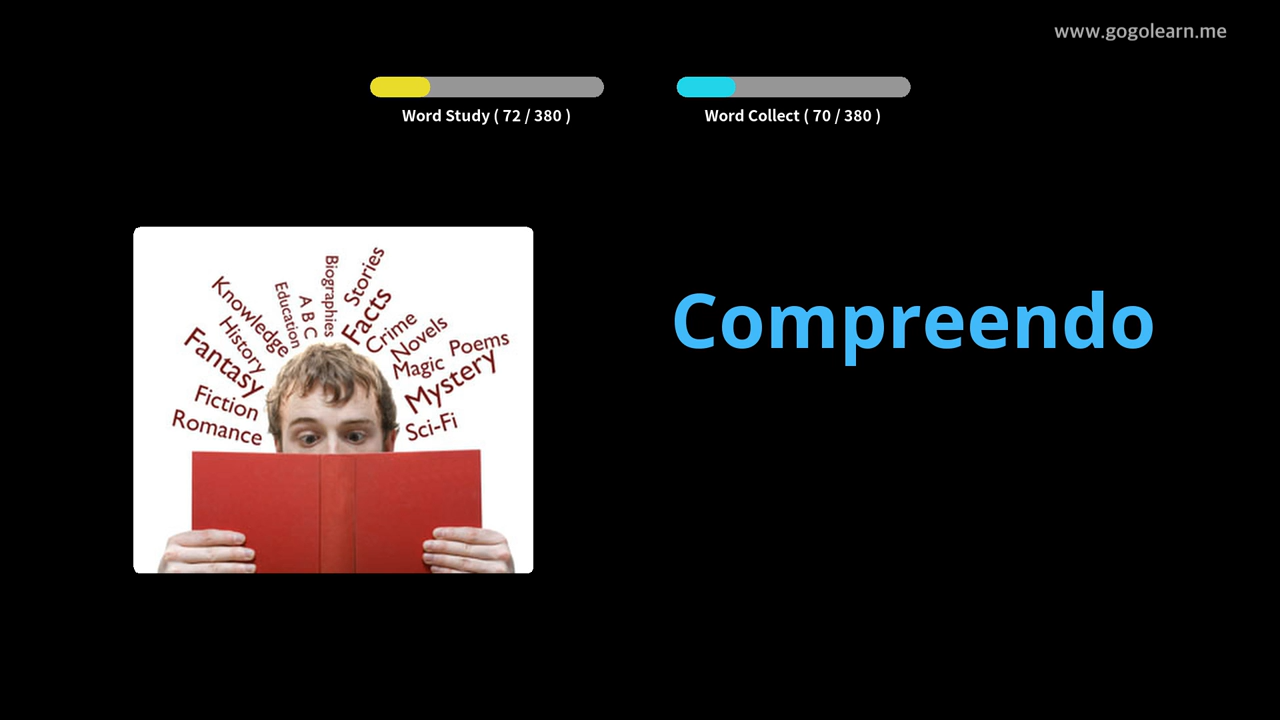 www.gogolearn.me
Word Study ( 72 / 380 )
Word Collect ( 70 / 380 )
Compreendo
Knowledge
Education
A B C
Biographies
Stories
Facts
History
Crime
Novels
Fantasy
Magic
Poems
Mystery
Fiction
Romance
Sci-Fi